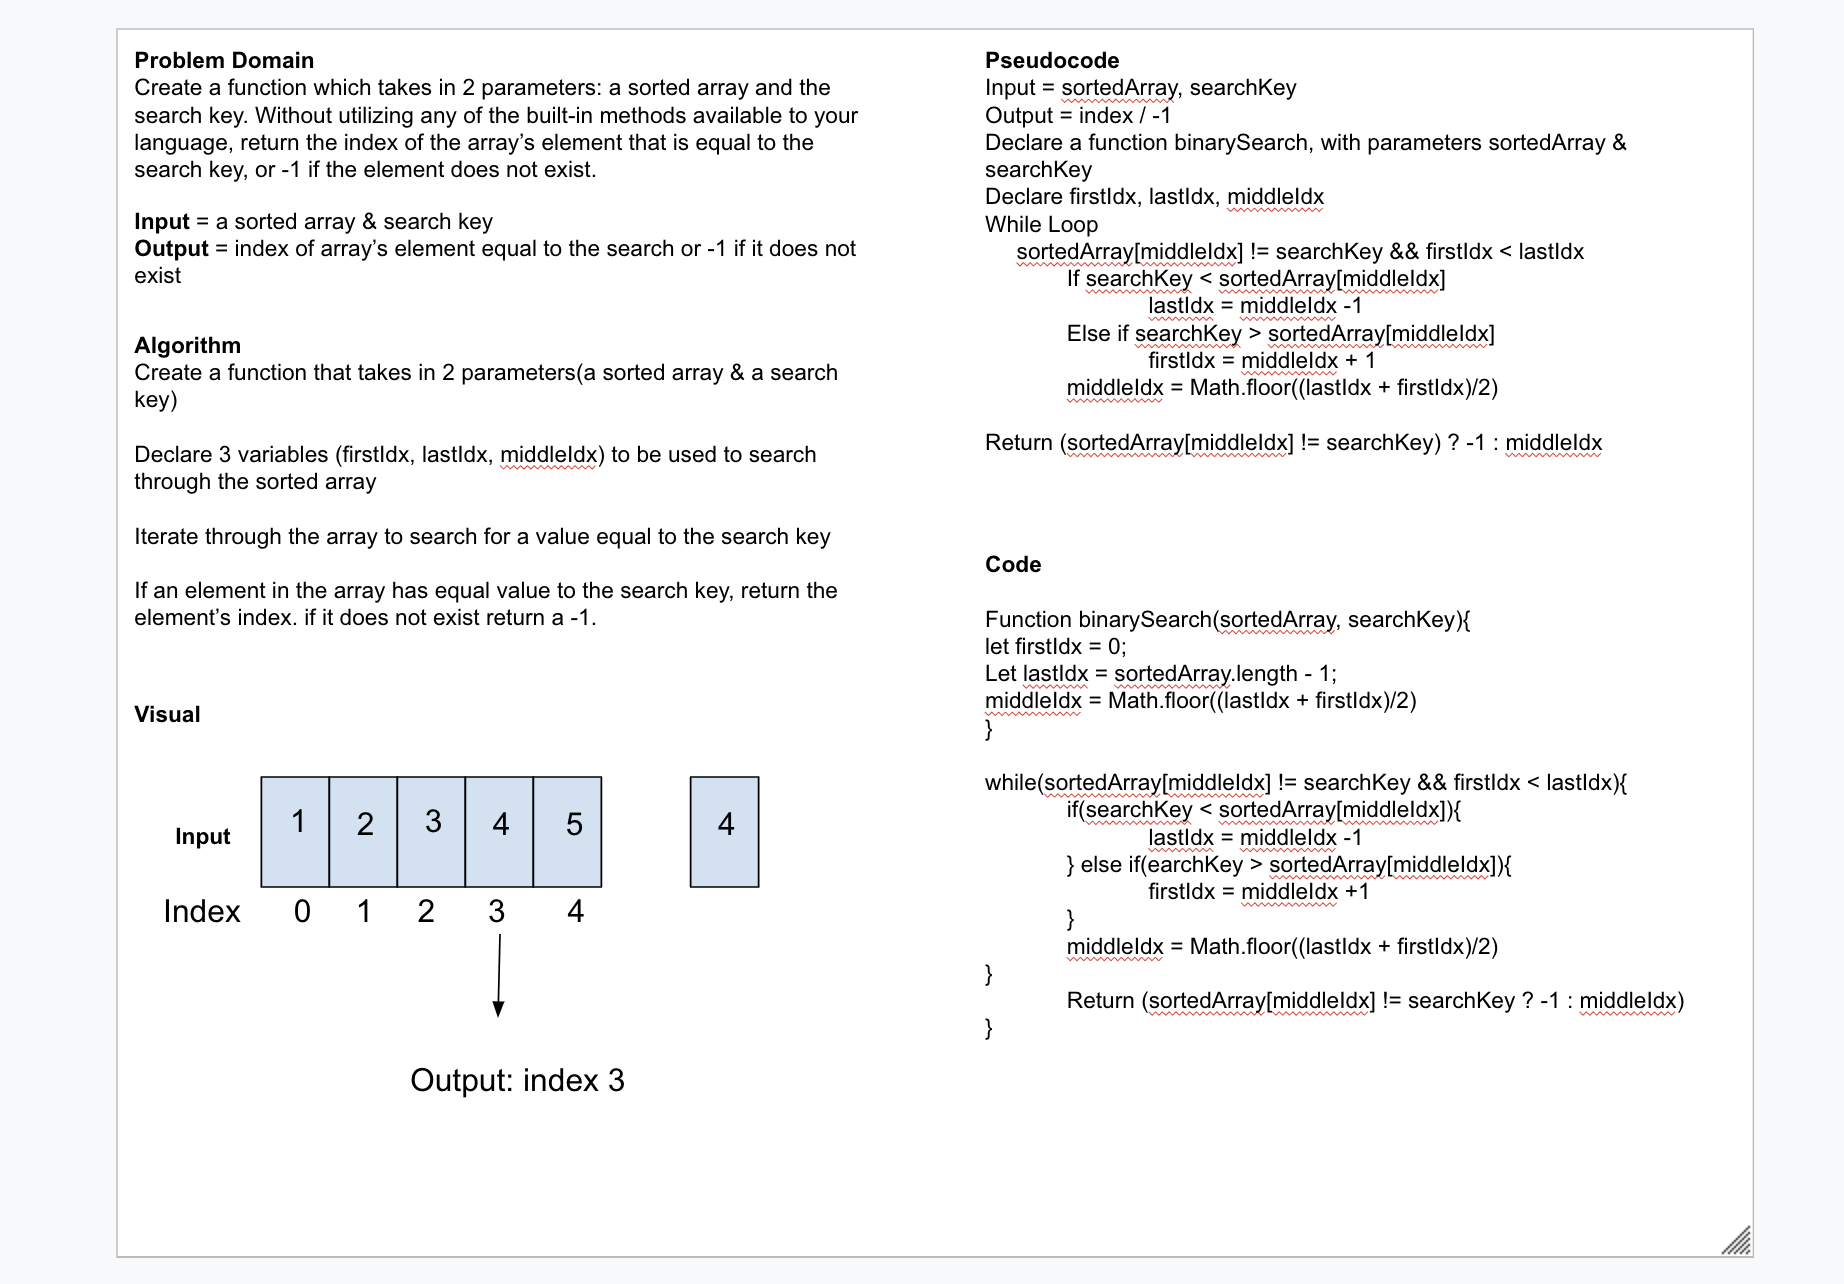 Problem Domain
Create a function which takes in 2 parameters: a sorted array and the
search key. Without utilizing any of the built-in methods available to your
language, return the index of the array’s element that is equal to the
search key, or -1 if the element does not exist.
Input = a sorted array & search key
Output = index of array’s element equal to the search or -1 if it does not
exist
Algorithm
Create a function that takes in 2 parameters(a sorted array & a search
key)
Declare 3 variables (firstIdx, lastIdx, middleIdx) to be used to search
through the sorted array
Iterate through the array to search for a value equal to the search key
If an element in the array has equal value to the search key, return the
element’s index. if it does not exist return a -1.
Visual
Input 1 2 3 4 5 4
Index 0 1 2 3 4
Output: index 3
Pseudocode
Input = sortedArray, searchKey
Output = index / -1
Declare a function binarySearch, with parameters sortedArray &
searchKey
Declare firstIdx, lastIdx, middleIdx
While Loop
sortedArray[middleIdx] != searchKey && firstIdx < lastIdx
If searchKey < sortedArray[middleIdx]
lastIdx = middleIdx -1
Else if searchKey > sortedArray[middleIdx]
firstIdx = middleIdx + 1
middleIdx = Math.floor((lastIdx + firstIdx)/2)
Return (sortedArray[middleIdx] != searchKey) ? -1 : middleIdx
Code
Function binarySearch(sortedArray, searchKey){
let firstIdx = 0;
Let lastIdx = sortedArray.length - 1;
middleIdx = Math.floor((lastIdx + firstIdx)/2)
}
while(sortedArray[middleIdx] != searchKey && firstIdx < lastIdx){
if(searchKey < sortedArray[middleIdx]){
lastIdx = middleIdx -1
} else if(earchKey > sortedArray[middleIdx]){
firstIdx = middleIdx +1
}
middleIdx = Math.floor((lastIdx + firstIdx)/2)
}
Return (sortedArray[middleIdx] != searchKey ? -1 : middleIdx)
}